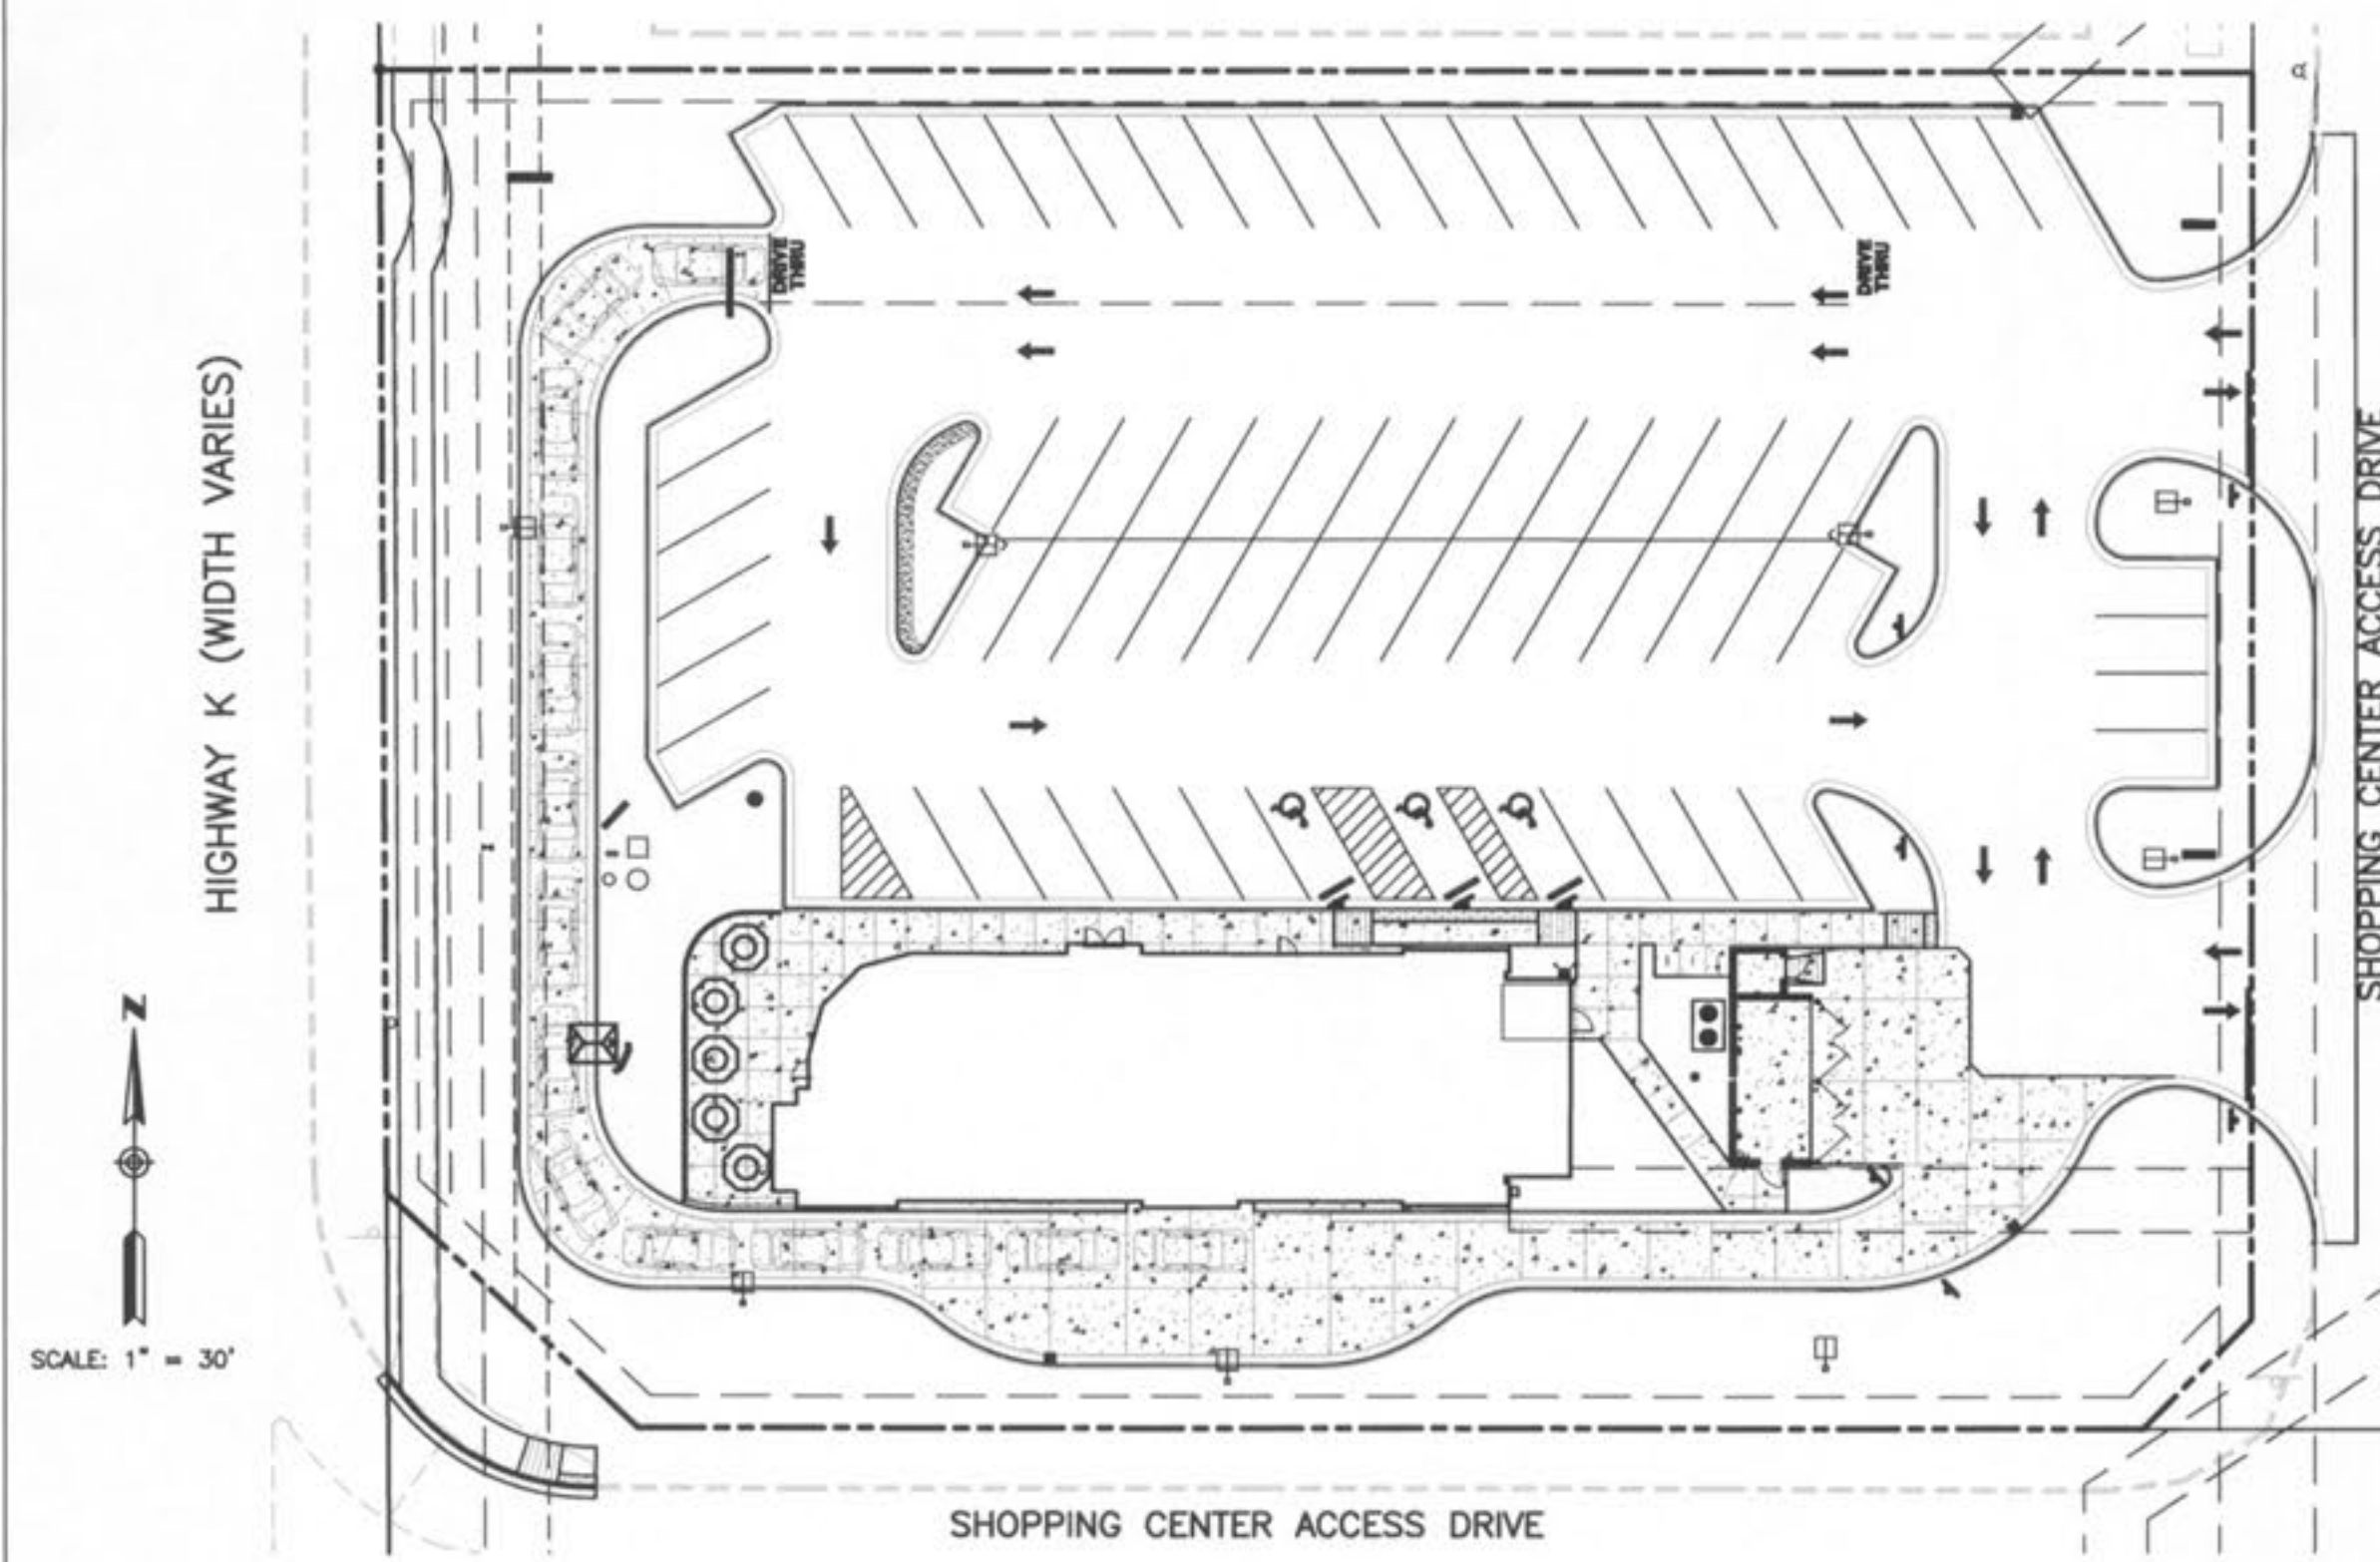 DRIVE
THRU
DRIVE
THRU
HIGHWAY K (WIDTH VARIES)
SHOPPING CENTER ACCESS DRIVE
N
SCALE: 1" = 30'
SHOPPING CENTER ACCESS DRIVE